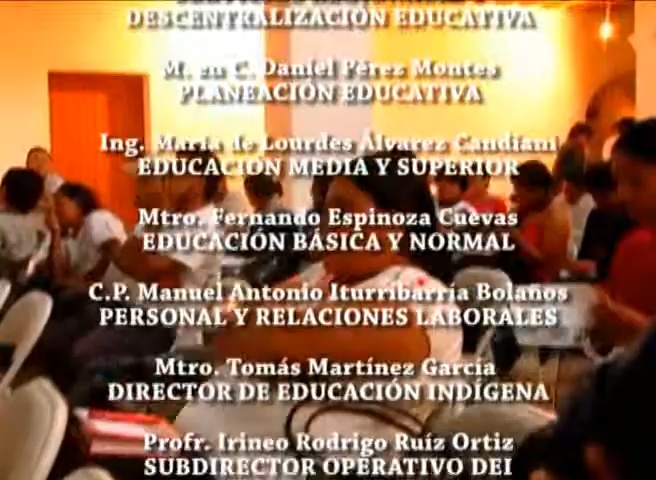 DESCENTRALIZACIÓN EDUCATIVA
M. en C. Daniel Pérez Montes
PLANEACIÓN EDUCATIVA
Ing. María de Lourdes Álvarez Candiani
EDUCACIÓN MEDIA Y SUPERIOR
Mtro. Fernando Espinoza Cuevas
EDUCACIÓN BÁSICA Y NORMAL
C.P. Manuel Antonio Iturribarría Bolaños
PERSONAL Y RELACIONES LABORALES
Mtro. Tomás Martínez García
DIRECTOR DE EDUCACIÓN INDÍGENA
Profr. Irineo Rodrigo Ruíz Ortiz
SUBDIRECTOR OPERATIVO DEI